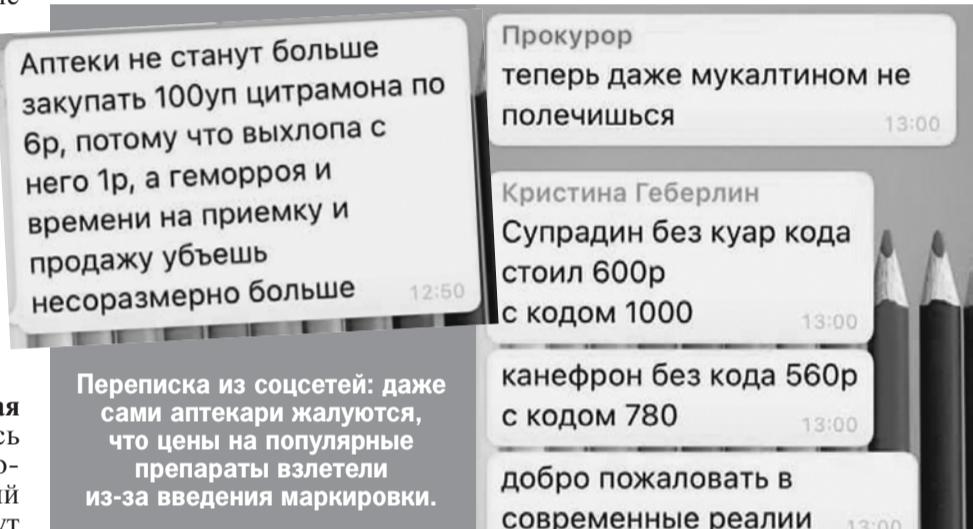 Аптеки не станут больше
закупать 100уп цитрамона по
6р, потому что выхлопа с
него 1р, а геморроя и
времени на приемку и
продажу убъешь
несоразмерно больше
12:50
Прокурор
теперь даже мукалтином не
полечишься
13:00
Кристина Геберлин
Супрадин без куар кода
стоил 600р
с кодом 1000
13:00
канефрон без кода 560р
с кодом 780
13:00
добро пожаловать в
современные реалии
13:00
Переписка из соцсетей: даже
сами аптекари жалуются,
что цены на популярные
препараты взлетели
из-за введения маркировки.